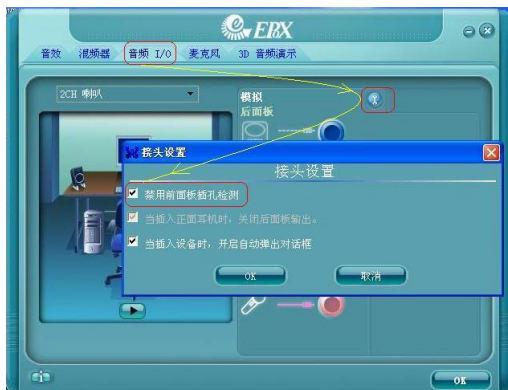 EBX
音效 混频器 音频 I/O 麦克风 3D 音频演示
2CH 喇叭
模拟
后面板
接头设置
接头设置
禁用前面板插孔检测
当插入正面耳机时，关闭后面板输出。
当插入设备时，开启自动弹出对话框
OK 取消
OK